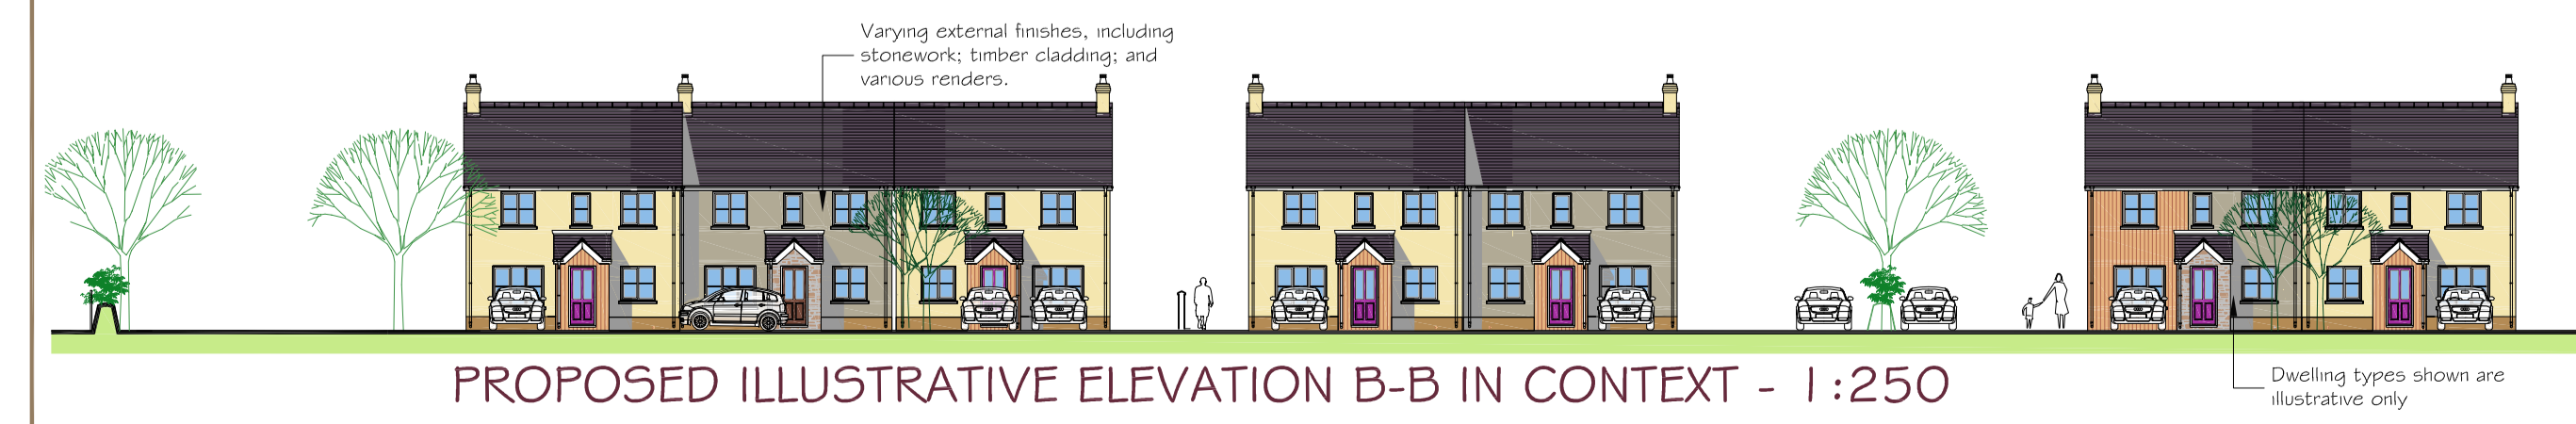 Varying external finishes, including
stonework; timber cladding; and
various renders.
PROPOSED ILLUSTRATIVE ELEVATION B-B IN CONTEXT - 1:250
Dwelling types shown are
illustrative only